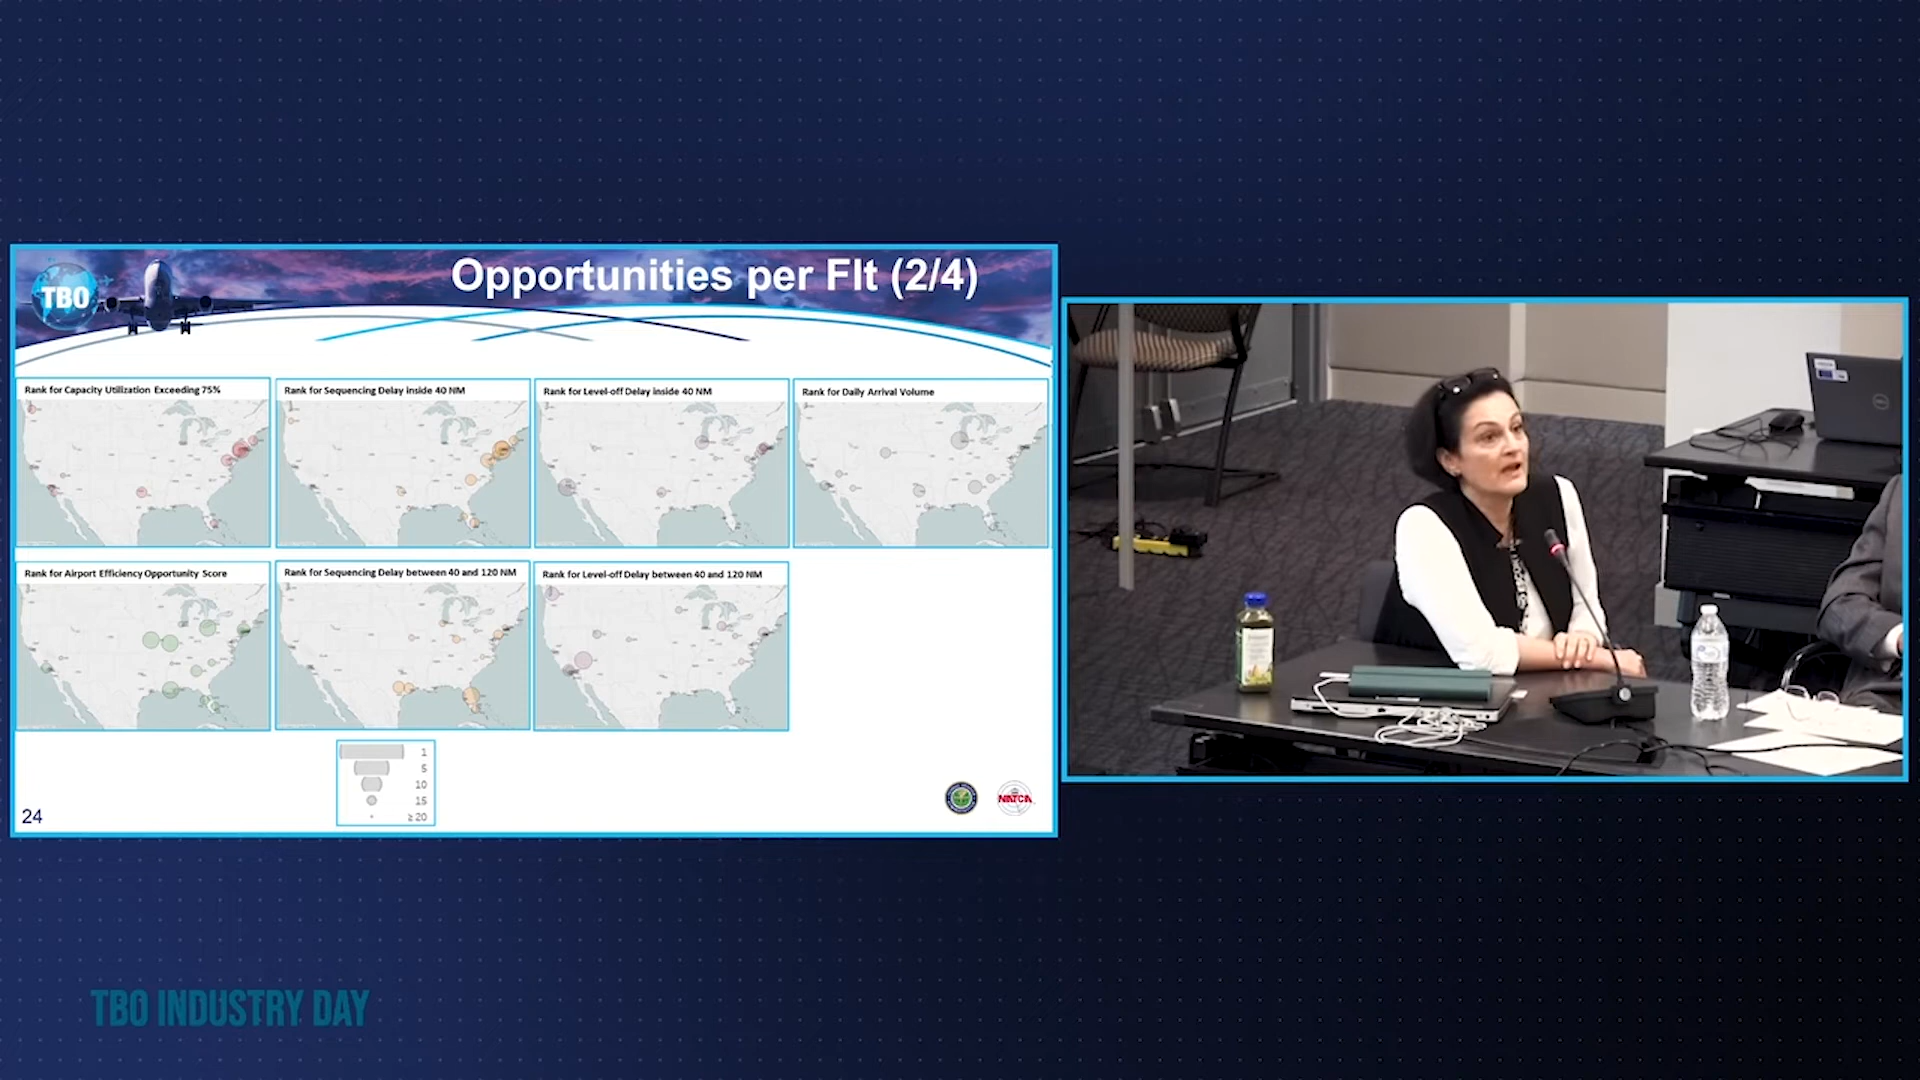 Opportunities per Flt (2/4)
TBO
Rank for Capacity Utilization Exceeding 75%
Rank for Sequencing Delay inside 40 NM
Rank for Level-off Delay inside 40 NM
Rank for Daily Arrival Volume
Rank for Airport Efficiency Opportunity Score
Rank for Sequencing Delay between 40 and 120 NM
Rank for Level-off Delay between 40 and 120 NM
1
5
10
15
≥20
24
NATCA
TBO INDUSTRY DAY